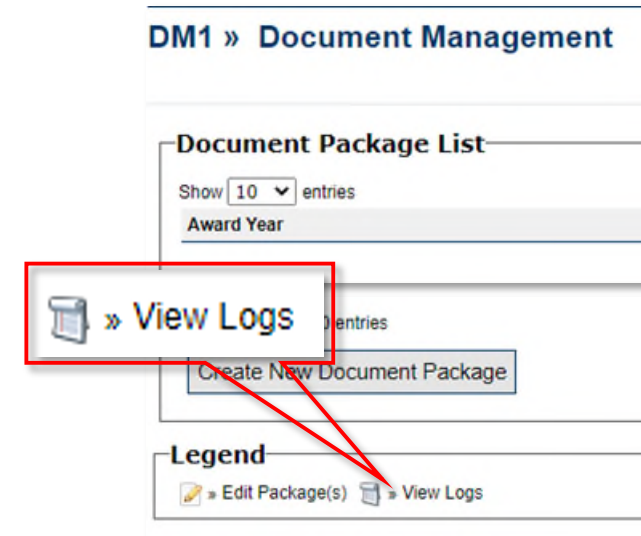 DM1 » Document Management
Document Package List
Show 10 entries
Award Year
» View Logs
entries
Create New Document Package
Legend
» Edit Package(s) » View Logs